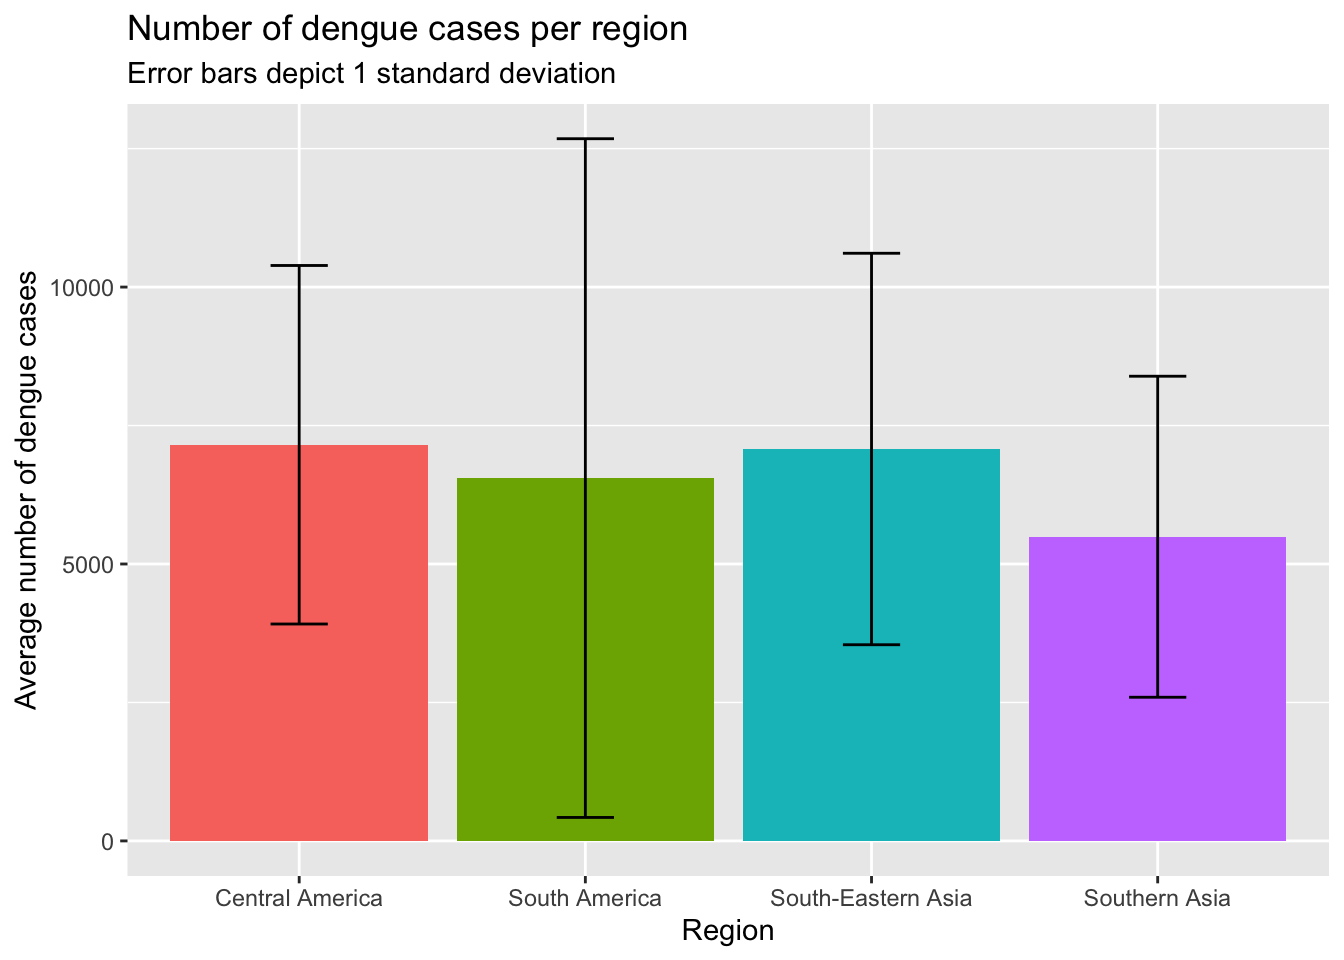 Number of dengue cases per region
Error bars depict 1 standard deviation
Average number of dengue cases
10000
5000
0
Central America
South America
South-Eastern Asia
Southern Asia
Region